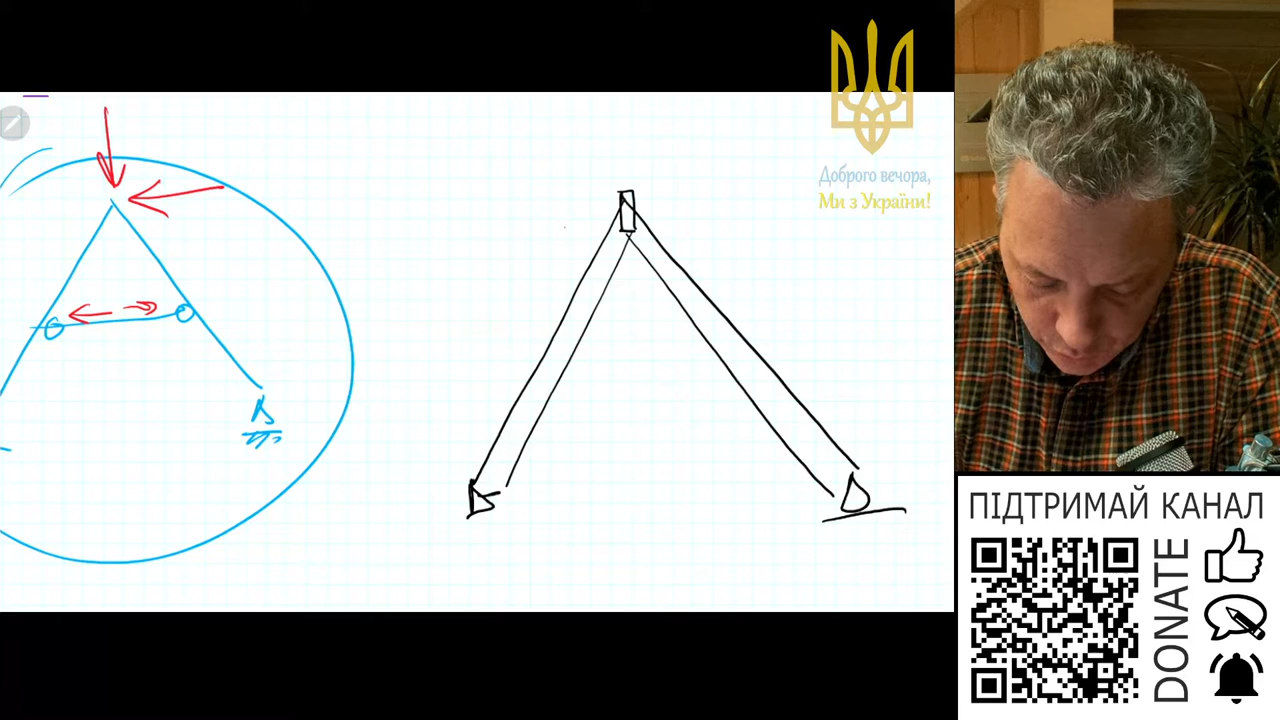 Доброго вечора,
Ми з України!
ПІДТРИМАЙ КАНАЛ
DONATE